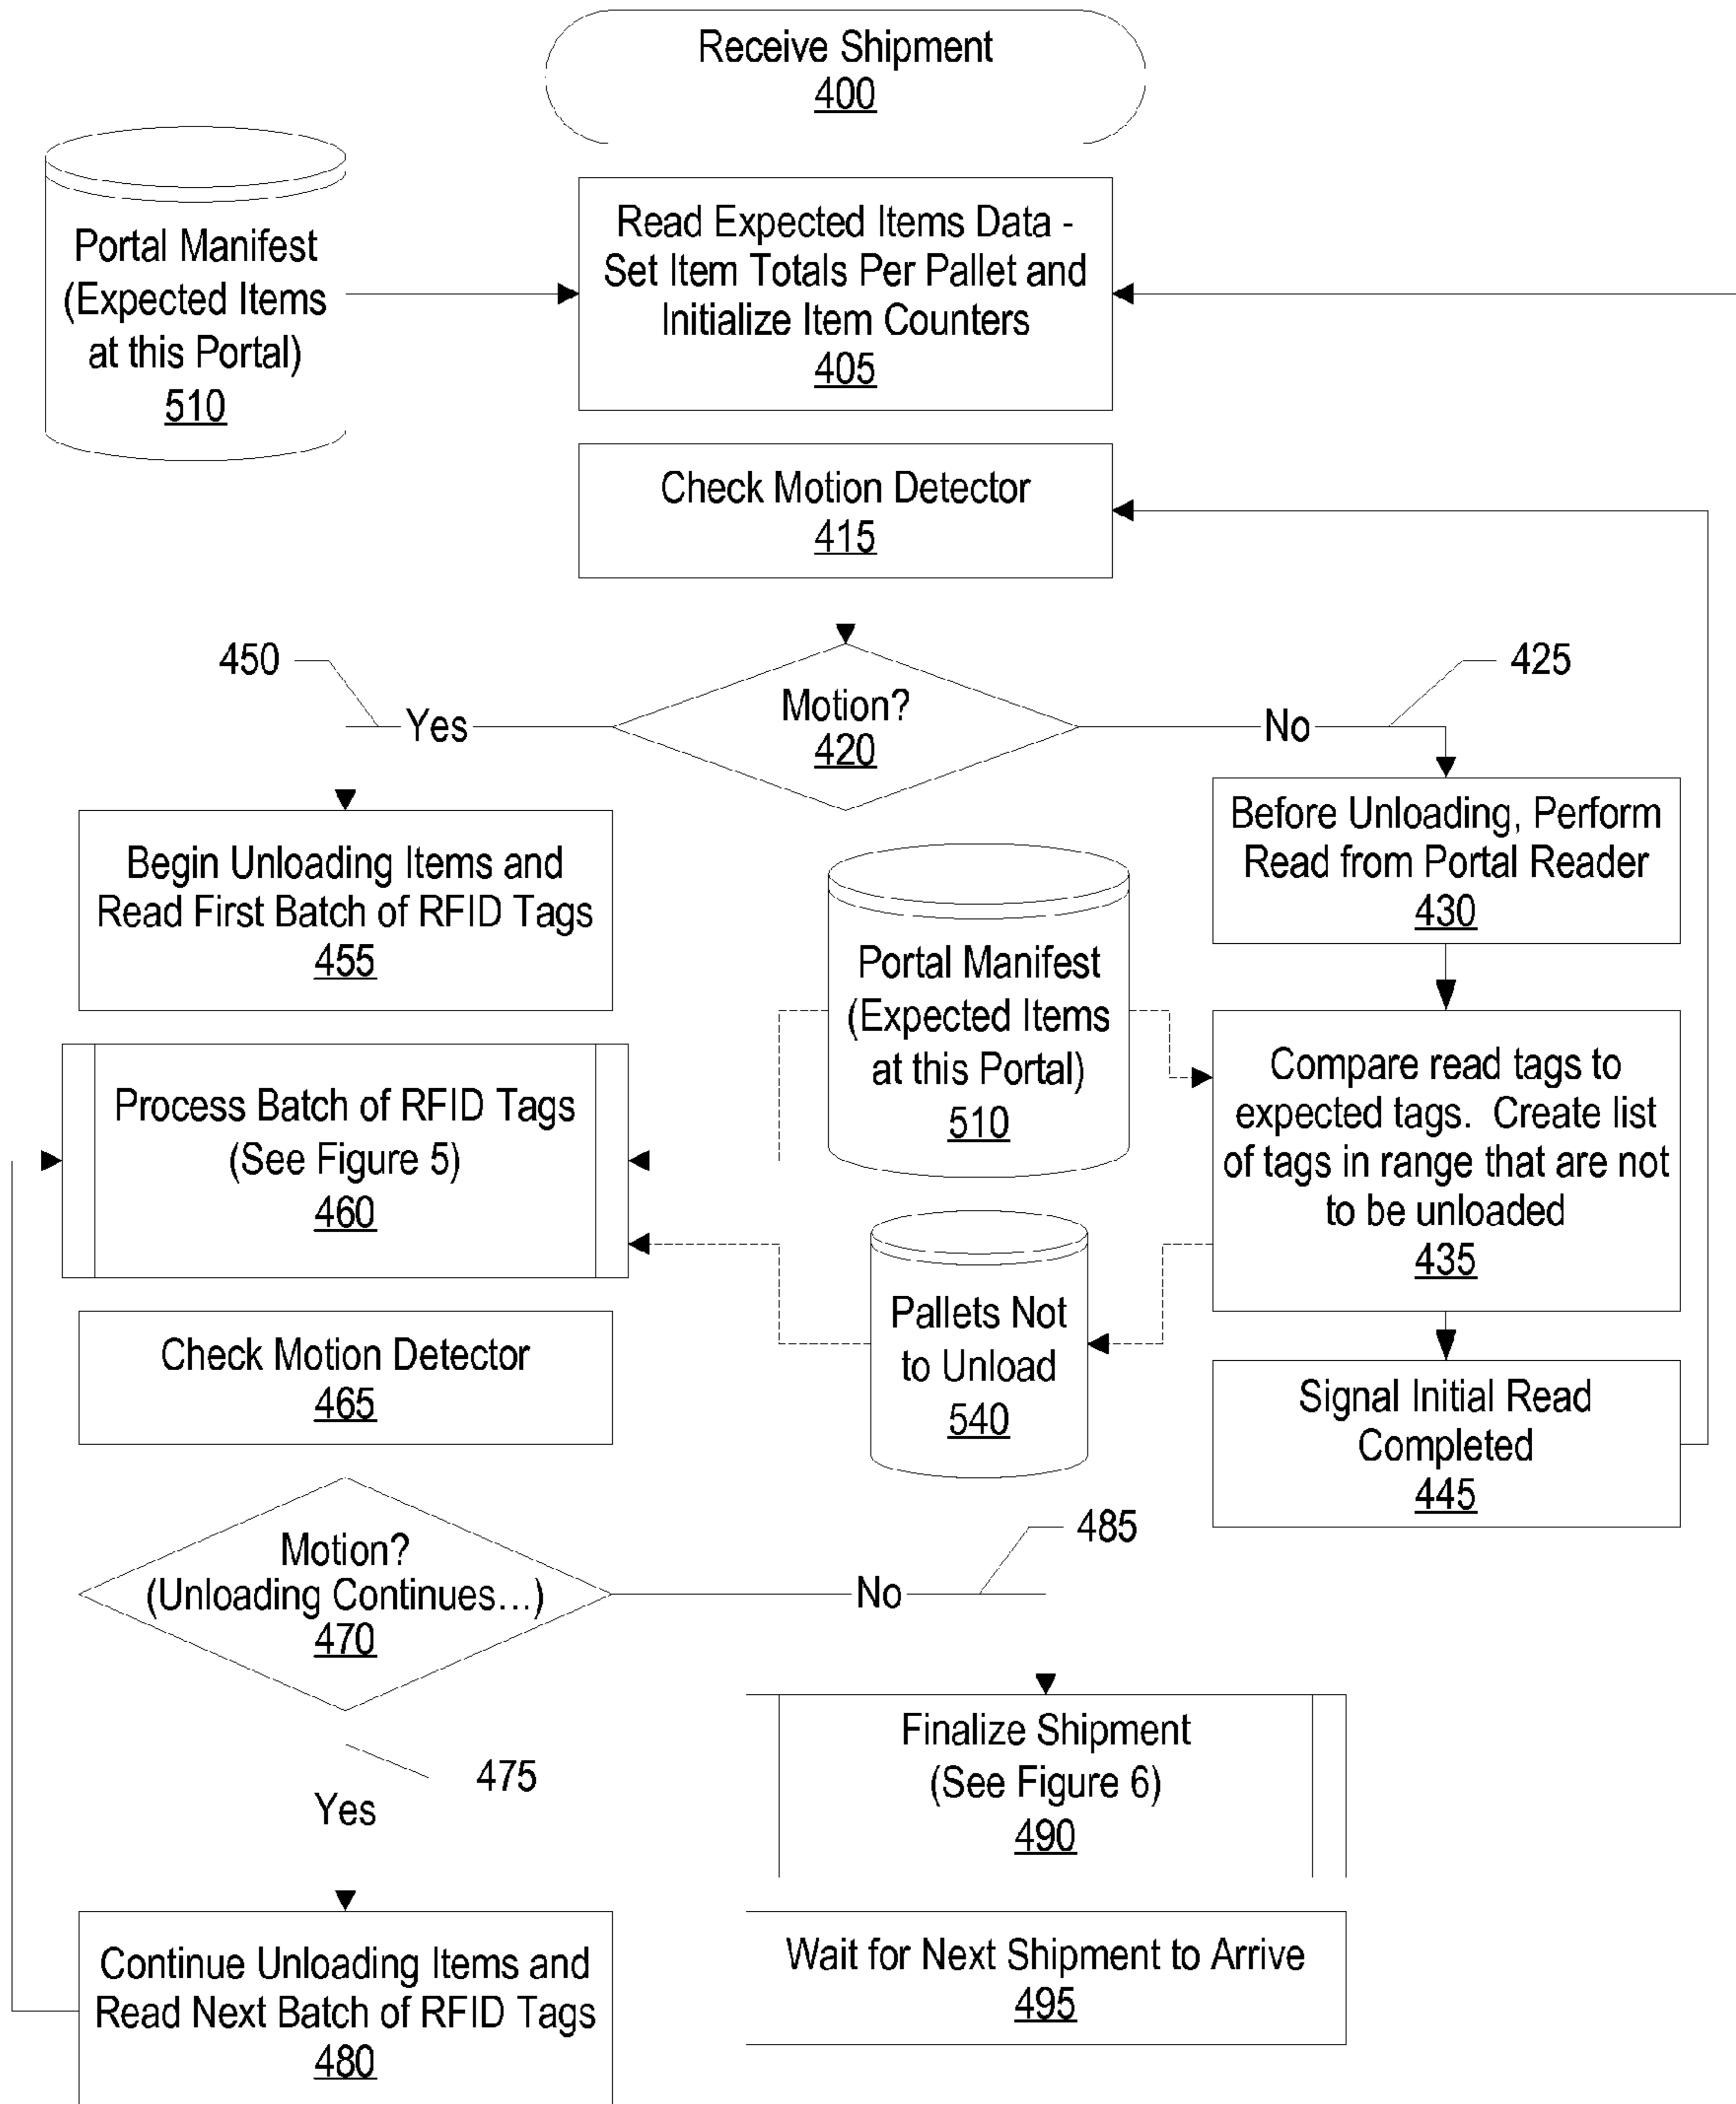 Receive Shipment
400
Portal Manifest
(Expected Items
at this Portal)
510
Read Expected Items Data -
Set Item Totals Per Pallet and
Initialize Item Counters
405
Check Motion Detector
415
450
425
Motion?
420
Yes
No
Begin Unloading Items and
Read First Batch of RFID Tags
455
Before Unloading, Perform
Read from Portal Reader
430
Portal Manifest
(Expected Items
at this Portal)
510
Process Batch of RFID Tags
(See Figure 5)
460
Compare read tags to
expected tags. Create list
of tags in range that are not
to be unloaded
435
Pallets Not
to Unload
540
Check Motion Detector
465
Signal Initial Read
Completed
445
Motion?
(Unloading Continues...)
470
No
485
475
Yes
Finalize Shipment
(See Figure 6)
490
Continue Unloading Items and
Read Next Batch of RFID Tags
480
Wait for Next Shipment to Arrive
495